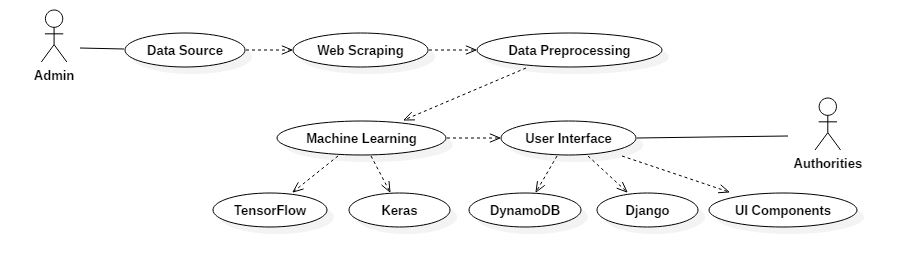 Admin
Data Source
Web Scraping
Data Preprocessing
Machine Learning
User Interface
Authorities
TensorFlow
Keras
DynamoDB
Django
UI Components